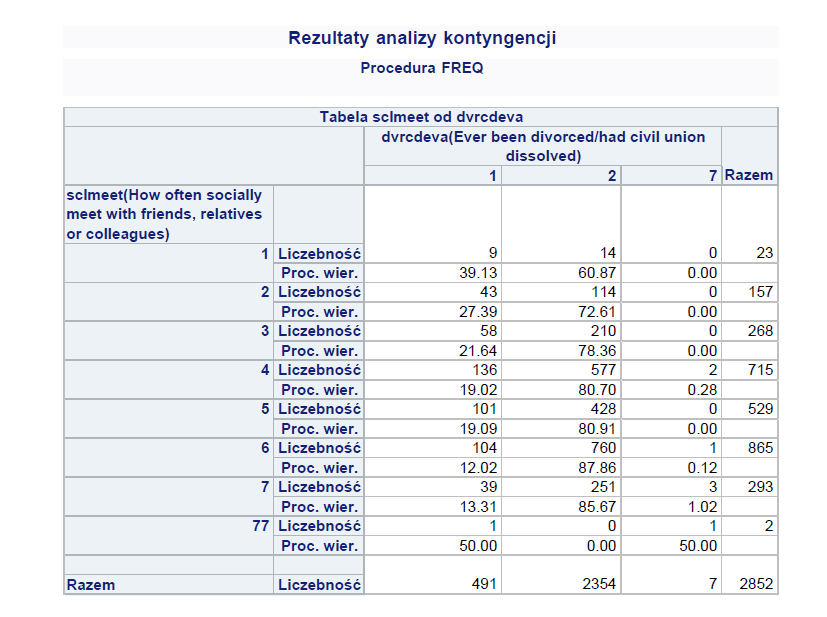 Rezultaty analizy kontyngencji
Procedura FREQ
Tabela sclmeet od dvrcdeva
dvrcdeva(Ever been divorced/had civil union
dissolved)
1 2 7 Razem
sclmeet(How often socially
meet with friends, relatives
or colleagues)
1 Liczebność 9 14 0 23
Proc. wier. 39.13 60.87 0.00
2 Liczebność 43 114 0 157
Proc. wier. 27.39 72.61 0.00
3 Liczebność 58 210 0 268
Proc. wier. 21.64 78.36 0.00
4 Liczebność 136 577 2 715
Proc. wier. 19.02 80.70 0.28
5 Liczebność 101 428 0 529
Proc. wier. 19.09 80.91 0.00
6 Liczebność 104 760 1 865
Proc. wier. 12.02 87.86 0.12
7 Liczebność 39 251 3 293
Proc. wier. 13.31 85.67 1.02
77 Liczebność 1 0 1 2
Proc. wier. 50.00 0.00 50.00
Razem Liczebność 491 2354 7 2852